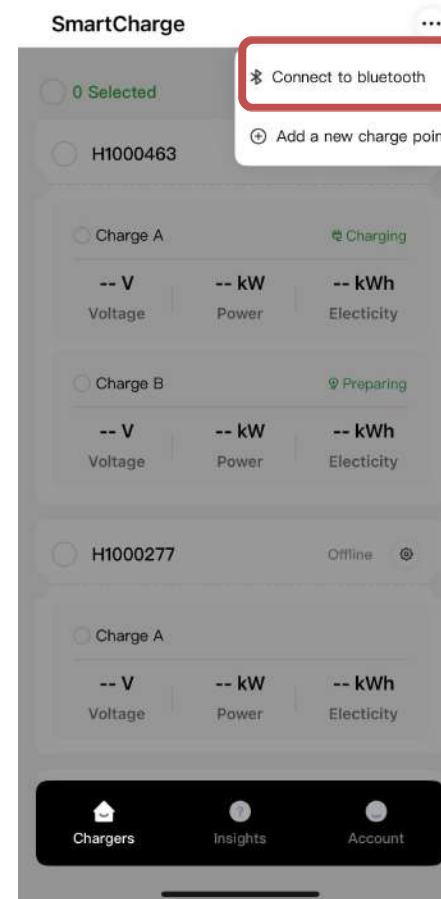 SmartCharge
0 Selected
Connect to bluetooth
Add a new charge poin
H1000463
Charge A Charging
-- V -- kW -- kWh
Voltage Power Electicity
Charge B Preparing
-- V -- kW -- kWh
Voltage Power Electicity
H1000277 Offline
Charge A
-- V -- kW -- kWh
Voltage Power Electicity
Chargers Insights Account